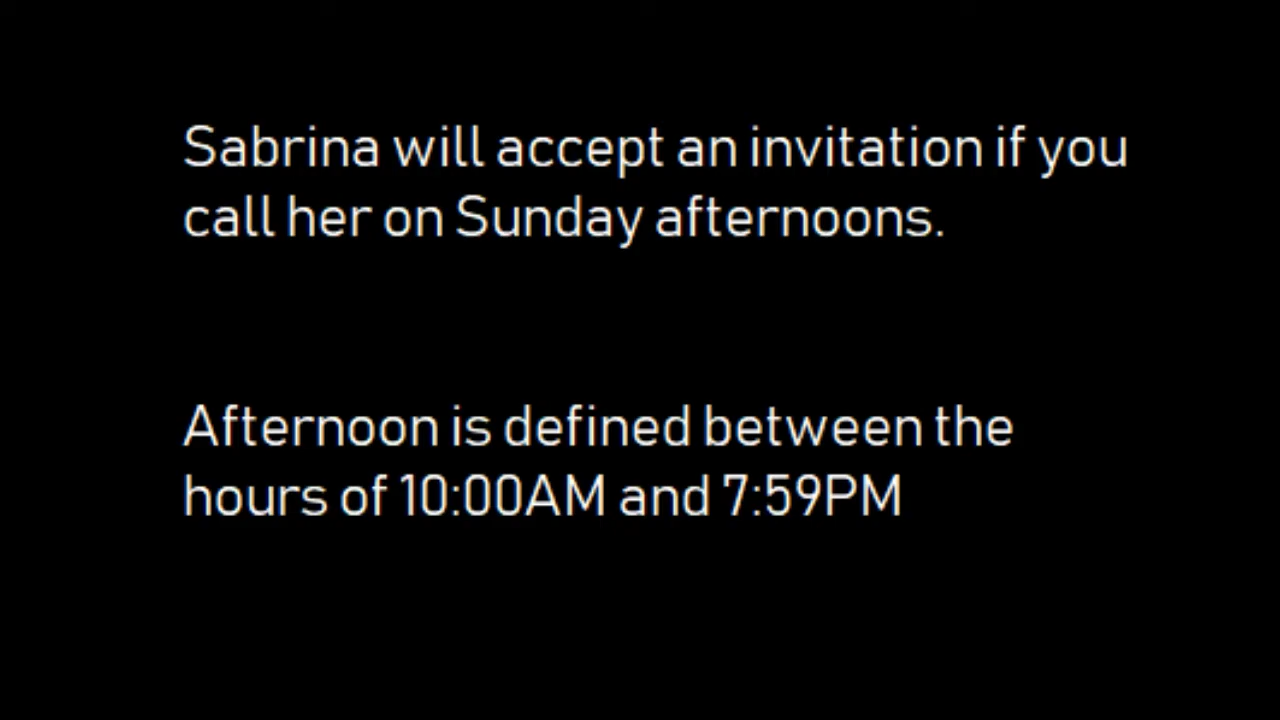 Sabrina will accept an invitation if you
call her on Sunday afternoons.
Afternoon is defined between the
hours of 10:00AM and 7:59PM